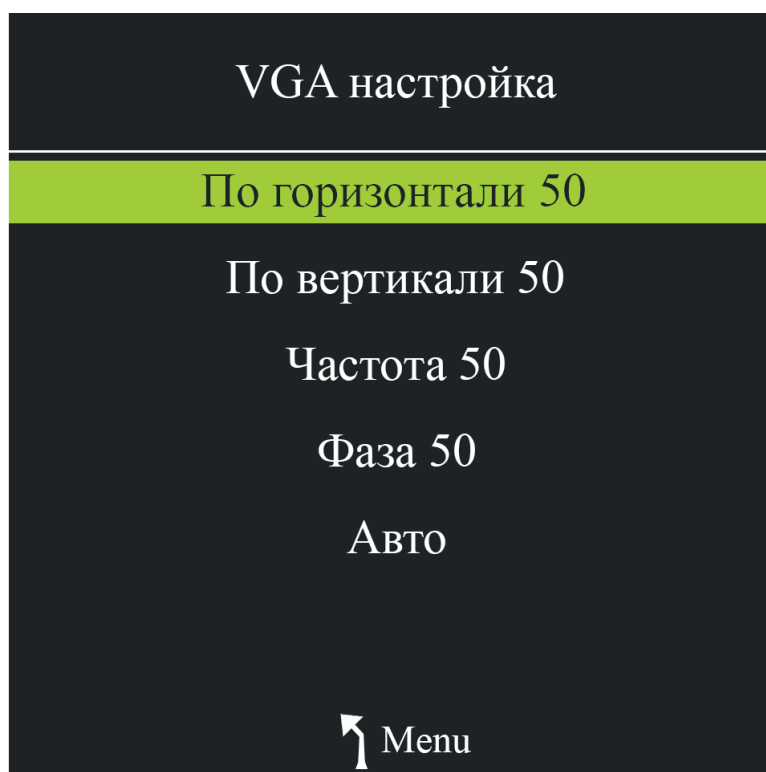 VGA настройка
По горизонтали 50
По вертикали 50
Частота 50
Фаза 50
Авто
Menu